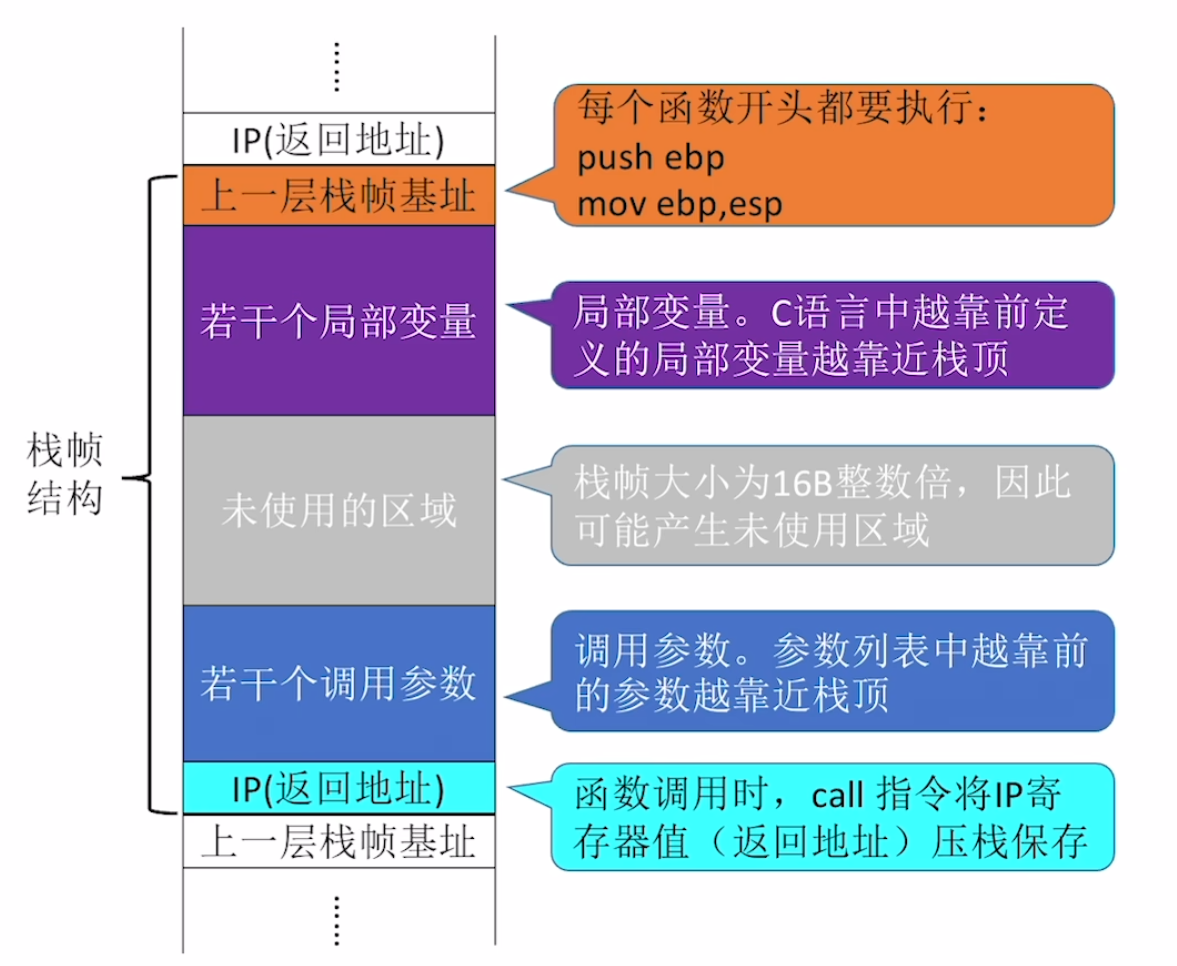 IP(返回地址)
上一层栈帧基址
若干个局部变量
未使用的区域
若干个调用参数
IP(返回地址)
上一层栈帧基址
栈帧
结构
每个函数开头都要执行：
push ebp
mov ebp,esp
局部变量。C语言中越靠前定
义的局部变量越靠近栈顶
栈帧大小为16B整数倍，因此
可能产生未使用区域
调用参数。参数列表中越靠前
的参数越靠近栈顶
函数调用时，call 指令将IP寄
存器值（返回地址）压栈保存